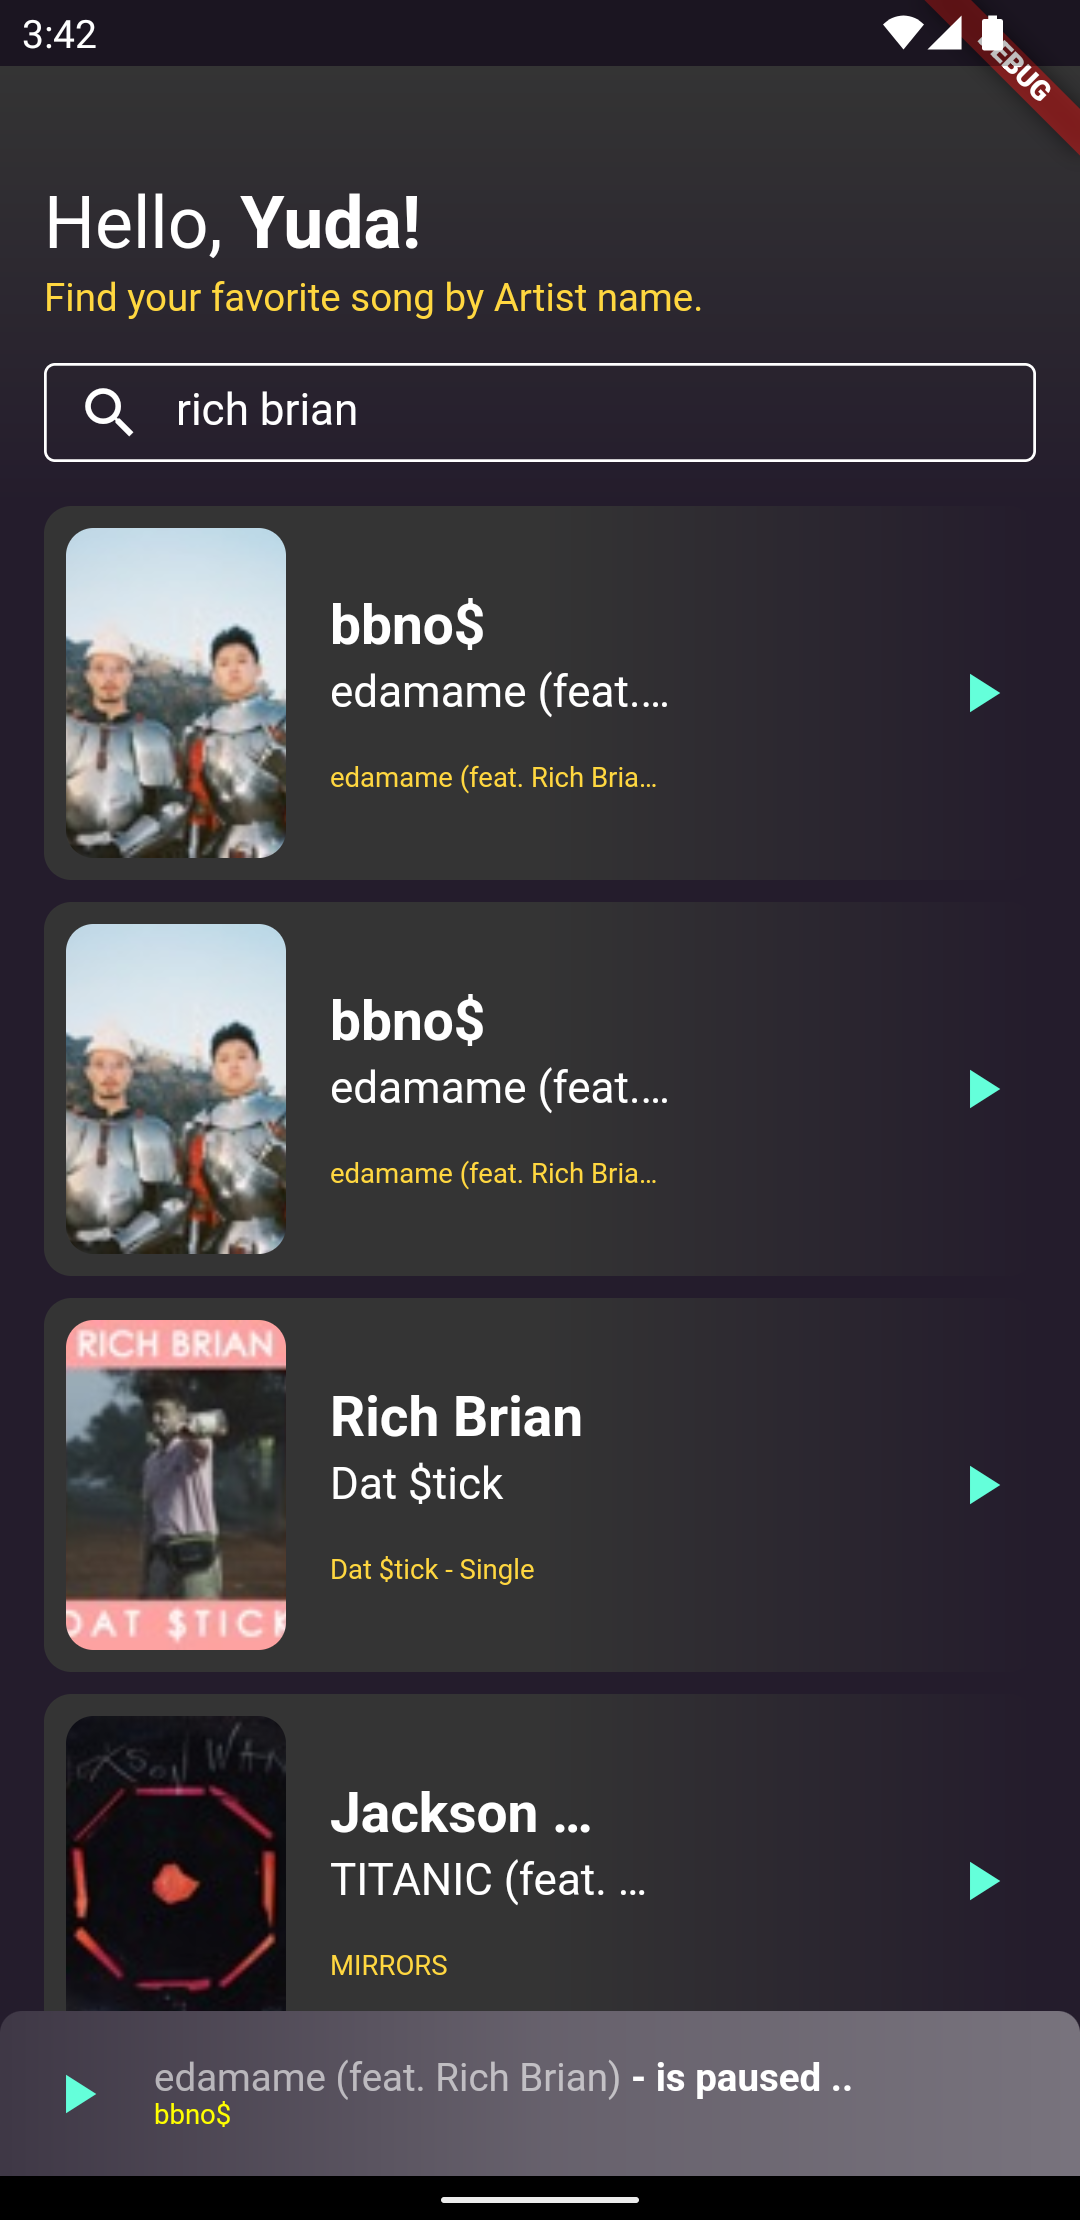 3:42
DEBUG
Hello, Yuda!
Find your favorite song by Artist name.
rich brian
bbno$
edamame (feat....
edamame (feat. Rich Bria...
bbno$
edamame (feat....
edamame (feat. Rich Bria...
RICH BRIAN
DAT $TICK
Rich Brian
Dat $tick
Dat $tick - Single
Jackson ...
TITANIC (feat. ...
MIRRORS
edamame (feat. Rich Brian) - is paused ..
bbno$